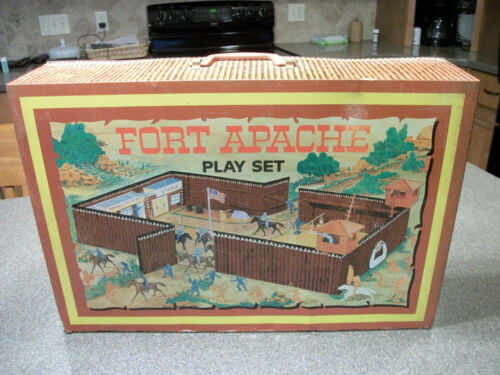 FORT APACHE
PLAY SET
STABLE